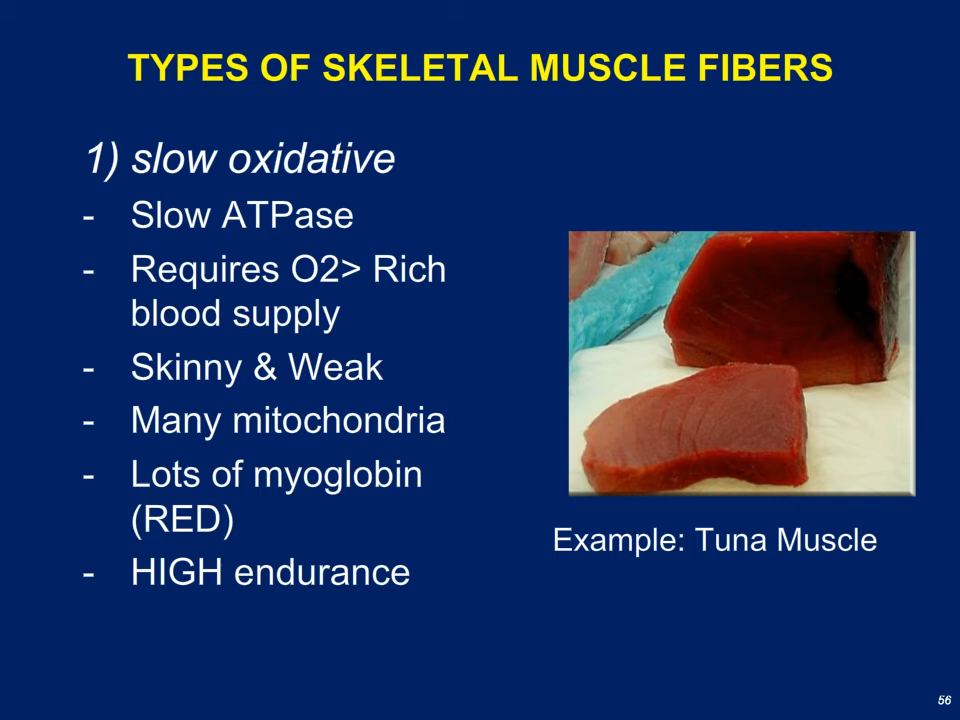 TYPES OF SKELETAL MUSCLE FIBERS
1) slow oxidative
- Slow ATPase
- Requires O2> Rich
blood supply
- Skinny & Weak
- Many mitochondria
- Lots of myoglobin
(RED)
- HIGH endurance
Example: Tuna Muscle
56